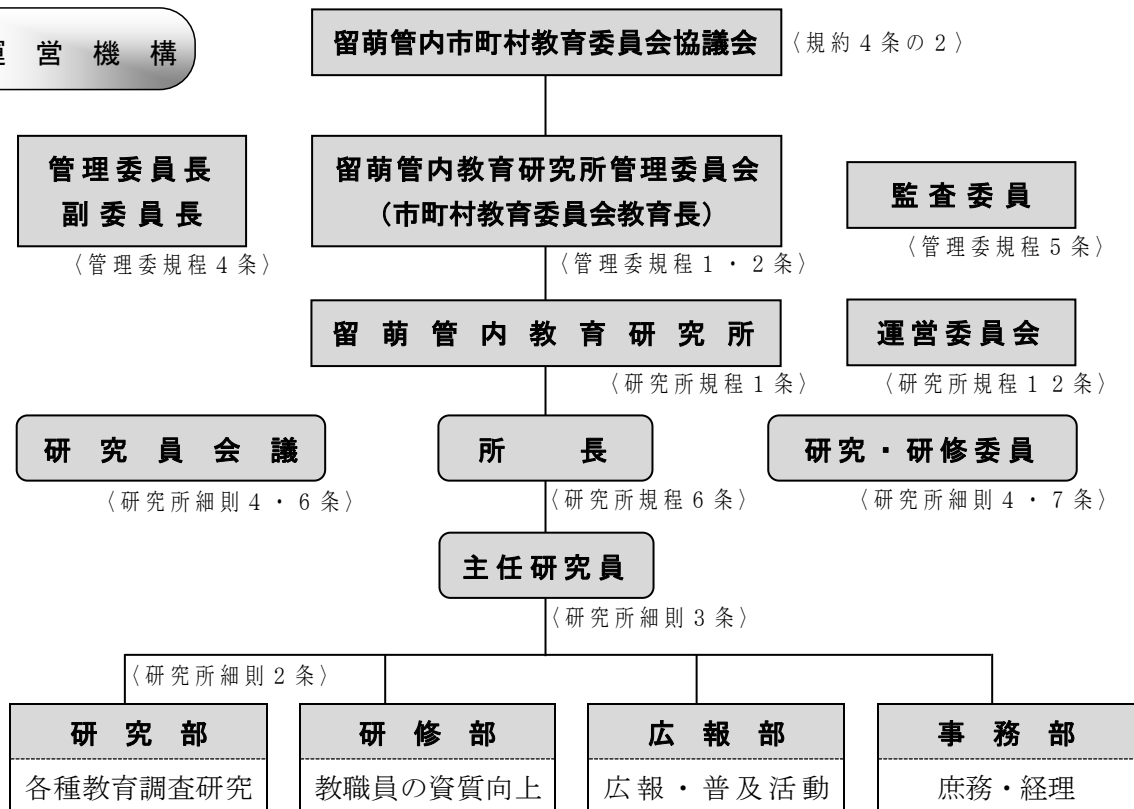 運営機構
留萌管内市町村教育委員会協議会
〈規約4条の2〉
管理委員長
副委員長
〈管理委規程4条〉
留萌管内教育研究所管理委員会
(市町村教育委員会教育長)
〈管理委規程1・2条〉
監査委員
〈管理委規程5条〉
留萌管内教育研究所
〈研究所規程1条〉
運営委員会
〈研究所規程12条〉
研究員会議
〈研究所細則4・6条〉
所長
〈研究所規程6条〉
研究・研修委員
〈研究所細則4・7条〉
主任研究員
〈研究所細則3条〉
〈研究所細則2条〉
研究部
各種教育調査研究
研修部
教職員の資質向上
広報部
広報・普及活動
事務部
庶務・経理